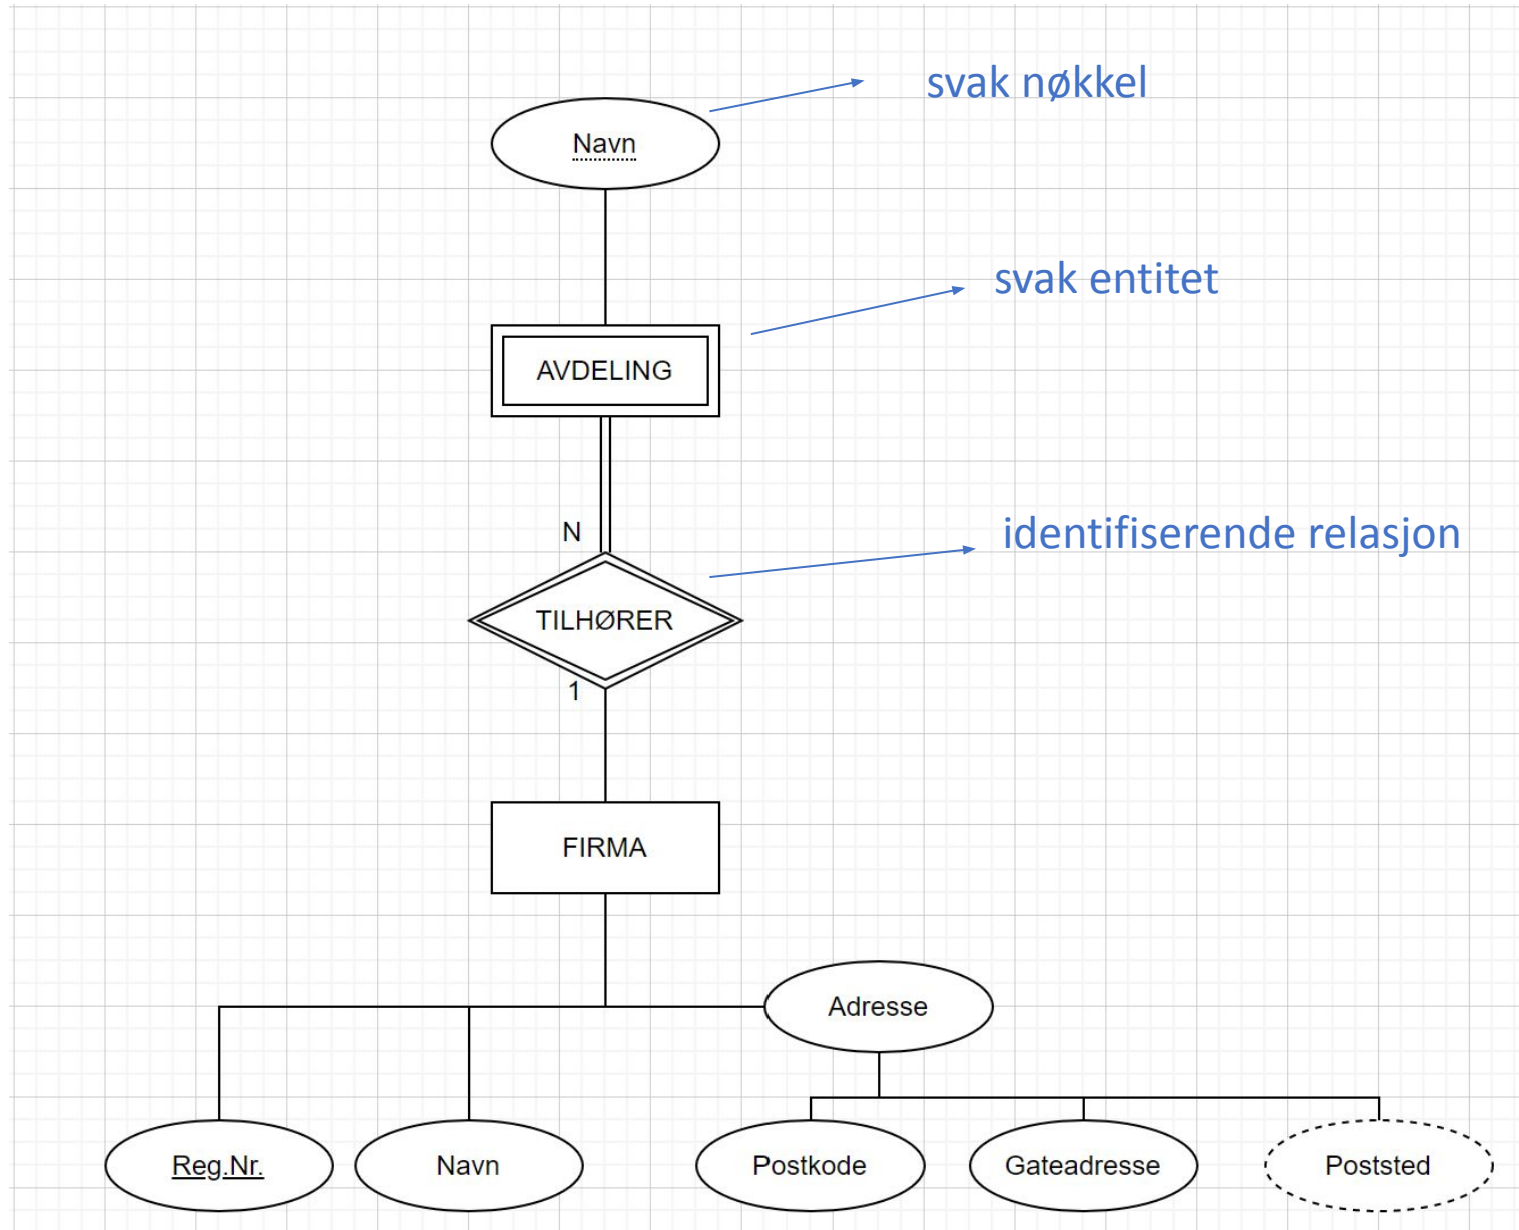 svak nøkkel
Navn
svak entitet
AVDELING
N
identifiserende relasjon
TILHØRER
1
FIRMA
Adresse
Reg.Nr.
Navn
Postkode
Gateadresse
Poststed